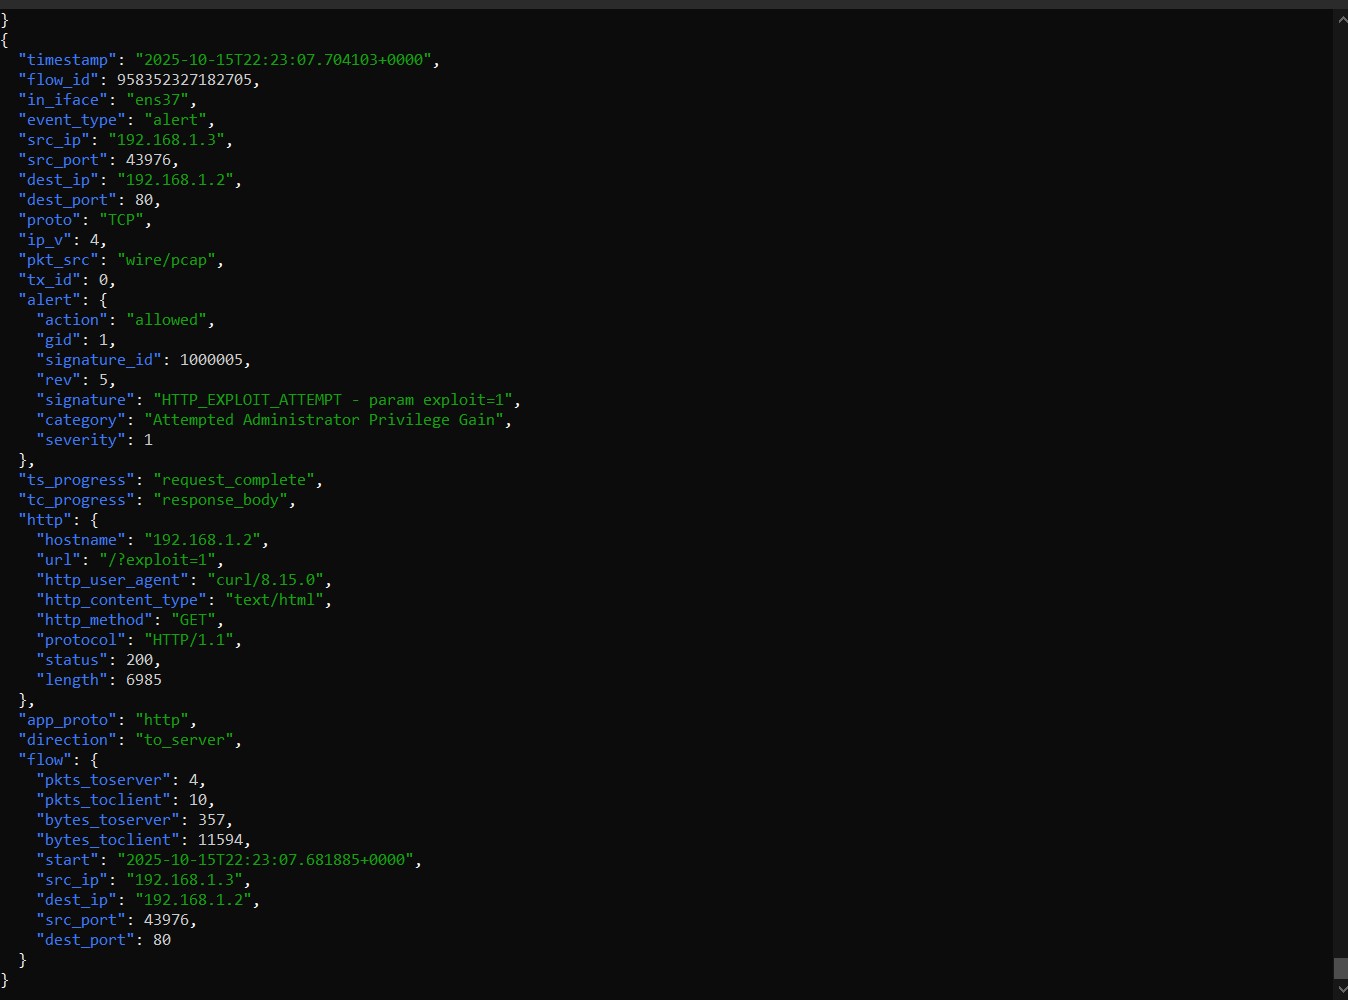 }
{
  "timestamp": "2025-10-15T22:23:07.704103+0000",
  "flow_id": 958352327182705,
  "in_iface": "ens37",
  "event_type": "alert",
  "src_ip": "192.168.1.3",
  "src_port": 43976,
  "dest_ip": "192.168.1.2",
  "dest_port": 80,
  "proto": "TCP",
  "ip_v": 4,
  "pkt_src": "wire/pcap",
  "tx_id": 0,
  "alert": {
    "action": "allowed",
    "gid": 1,
    "signature_id": 1000005,
    "rev": 5,
    "signature": "HTTP_EXPLOIT_ATTEMPT - param exploit=1",
    "category": "Attempted Administrator Privilege Gain",
    "severity": 1
  },
  "ts_progress": "request_complete",
  "tc_progress": "response_body",
  "http": {
    "hostname": "192.168.1.2",
    "url": "/?exploit=1",
    "http_user_agent": "curl/8.15.0",
    "http_content_type": "text/html",
    "http_method": "GET",
    "protocol": "HTTP/1.1",
    "status": 200,
    "length": 6985
  },
  "app_proto": "http",
  "direction": "to_server",
  "flow": {
    "pkts_toserver": 4,
    "pkts_toclient": 10,
    "bytes_toserver": 357,
    "bytes_toclient": 11594,
    "start": "2025-10-15T22:23:07.681885+0000",
    "src_ip": "192.168.1.3",
    "dest_ip": "192.168.1.2",
    "src_port": 43976,
    "dest_port": 80
  }
}